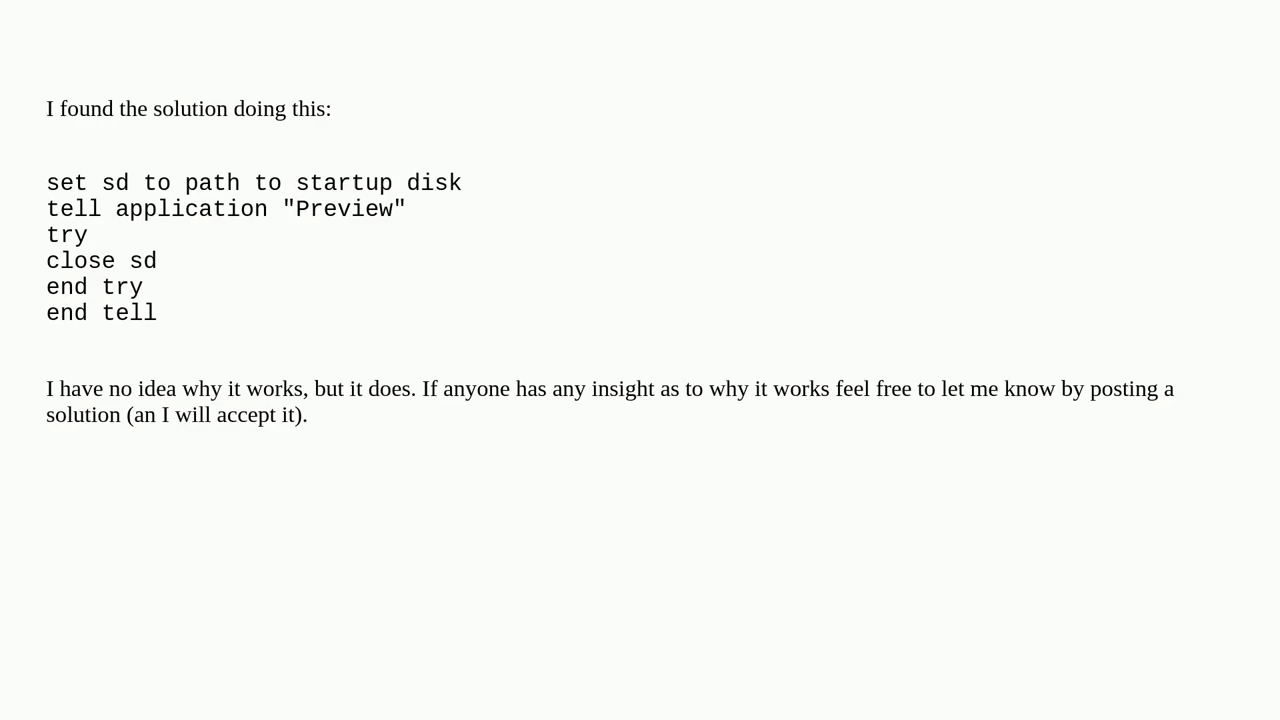 I found the solution doing this:
set sd to path to startup disk
tell application "Preview"
try
close sd
end try
end tell
I have no idea why it works, but it does. If anyone has any insight as to why it works feel free to let me know by posting a
solution (an I will accept it).